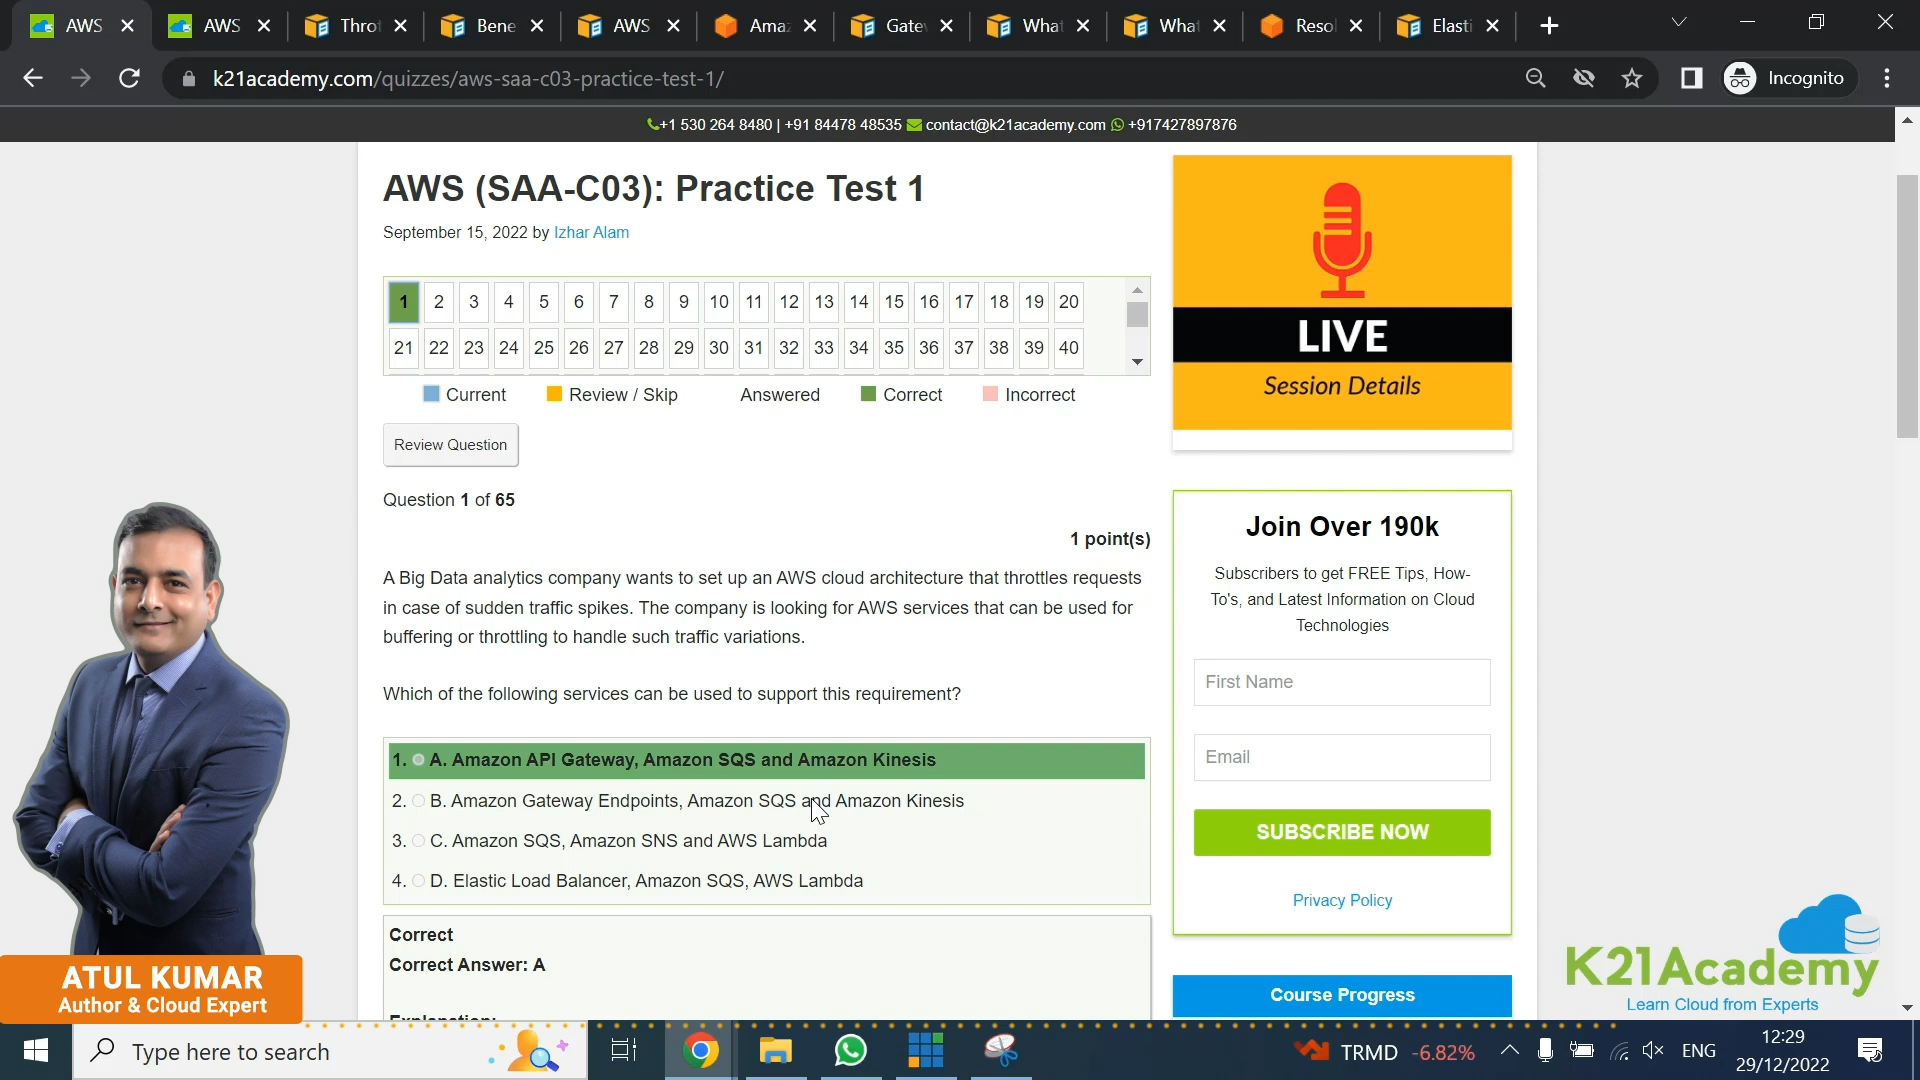 AWS
AWS
Throt
Bene
AWS
Amaz
Gatew
What
What
Resol
Elasti
k21academy.com/quizzes/aws-saa-c03-practice-test-1/
Incognito
+1 530 264 8480 | +91 84478 48535 contact@k21academy.com +917427897876
AWS (SAA-C03): Practice Test 1
September 15, 2022 by Izhar Alam
1 2 3 4 5 6 7 8 9 10 11 12 13 14 15 16 17 18 19 20
21 22 23 24 25 26 27 28 29 30 31 32 33 34 35 36 37 38 39 40
Current Review / Skip Answered Correct Incorrect
Review Question
Question 1 of 65
1 point(s)
A Big Data analytics company wants to set up an AWS cloud architecture that throttles requests
in case of sudden traffic spikes. The company is looking for AWS services that can be used for
buffering or throttling to handle such traffic variations.
Which of the following services can be used to support this requirement?
1. A. Amazon API Gateway, Amazon SQS and Amazon Kinesis
2. B. Amazon Gateway Endpoints, Amazon SQS and Amazon Kinesis
3. C. Amazon SQS, Amazon SNS and AWS Lambda
4. D. Elastic Load Balancer, Amazon SQS, AWS Lambda
Correct
Correct Answer: A
Explanation:
LIVE
Session Details
Join Over 190k
Subscribers to get FREE Tips, How-
To's, and Latest Information on Cloud
Technologies
First Name
Email
SUBSCRIBE NOW
Privacy Policy
Course Progress
ATUL KUMAR
Author & Cloud Expert
K21Academy
Learn Cloud from Experts
Type here to search
TRMD -6.82%
ENG
12:29
29/12/2022